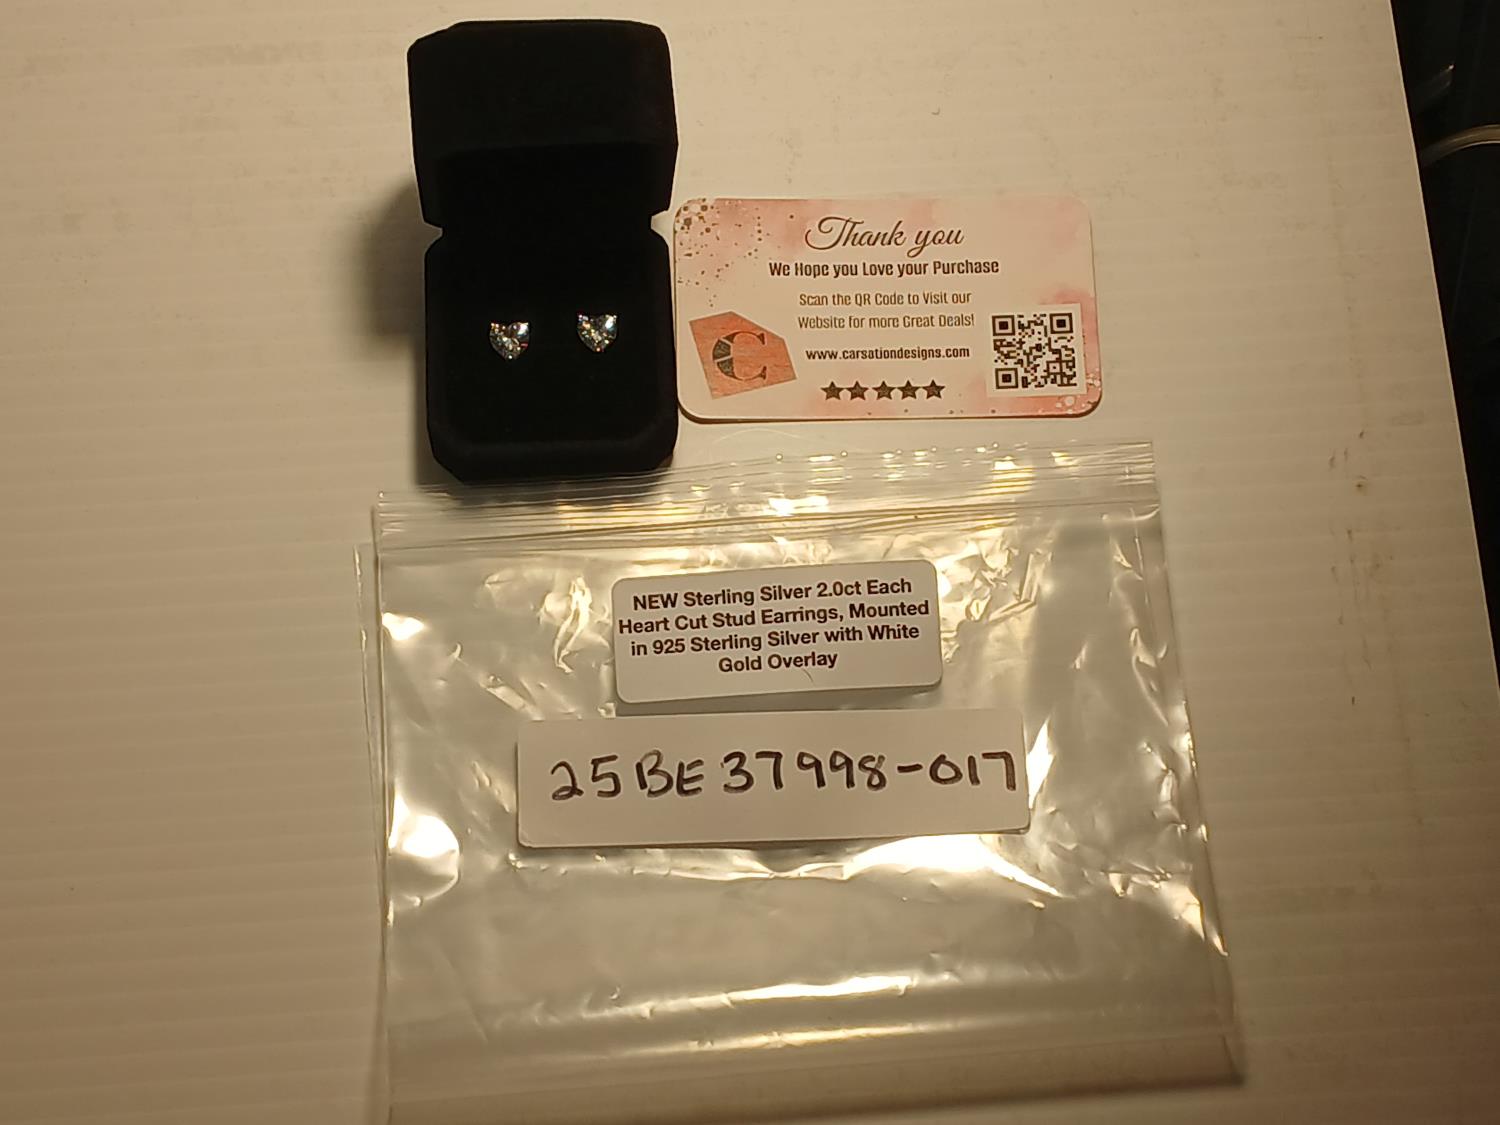 Thank you
We Hope you Love your Purchase
Scan the QR Code to Visit our
Website for more Great Deals!
www.carsationdesigns.com
C
NEW Sterling Silver 2.0ct Each
Heart Cut Stud Earrings, Mounted
in 925 Sterling Silver with White
Gold Overlay
25BE37998-017